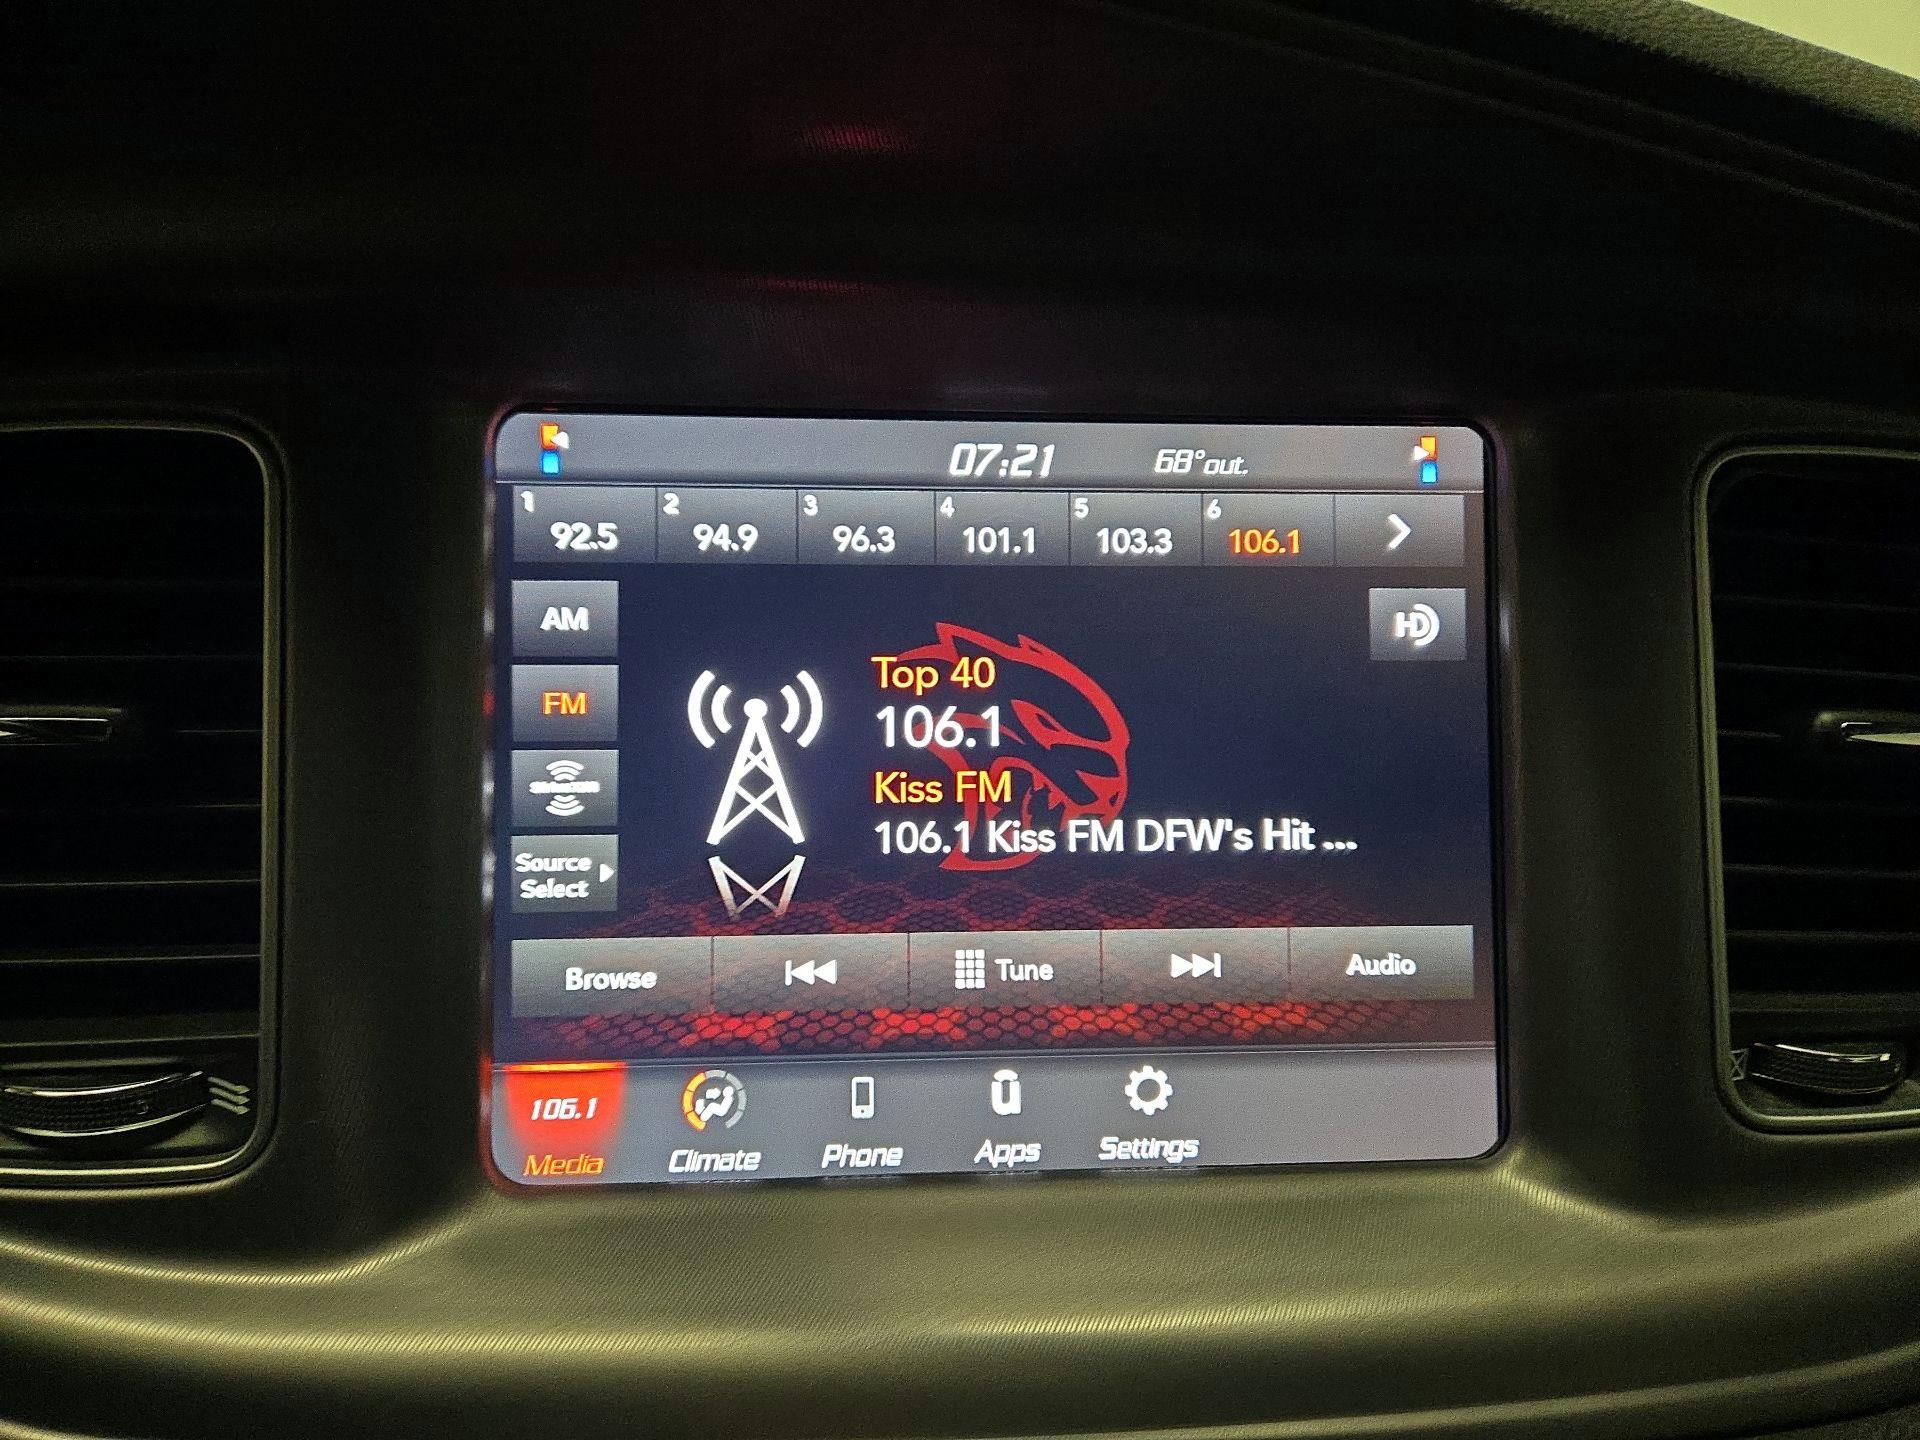 07:21 68°out.
1 92.5 2 94.9 3 96.3 4 101.1 5 103.3 6 106.1
AM
HD
FM
Top 40
106.1
Kiss FM
106.1 Kiss FM DFW's Hit ...
Source
Select
Browse Tune Audio
106.1
Media Climate Phone Apps Settings